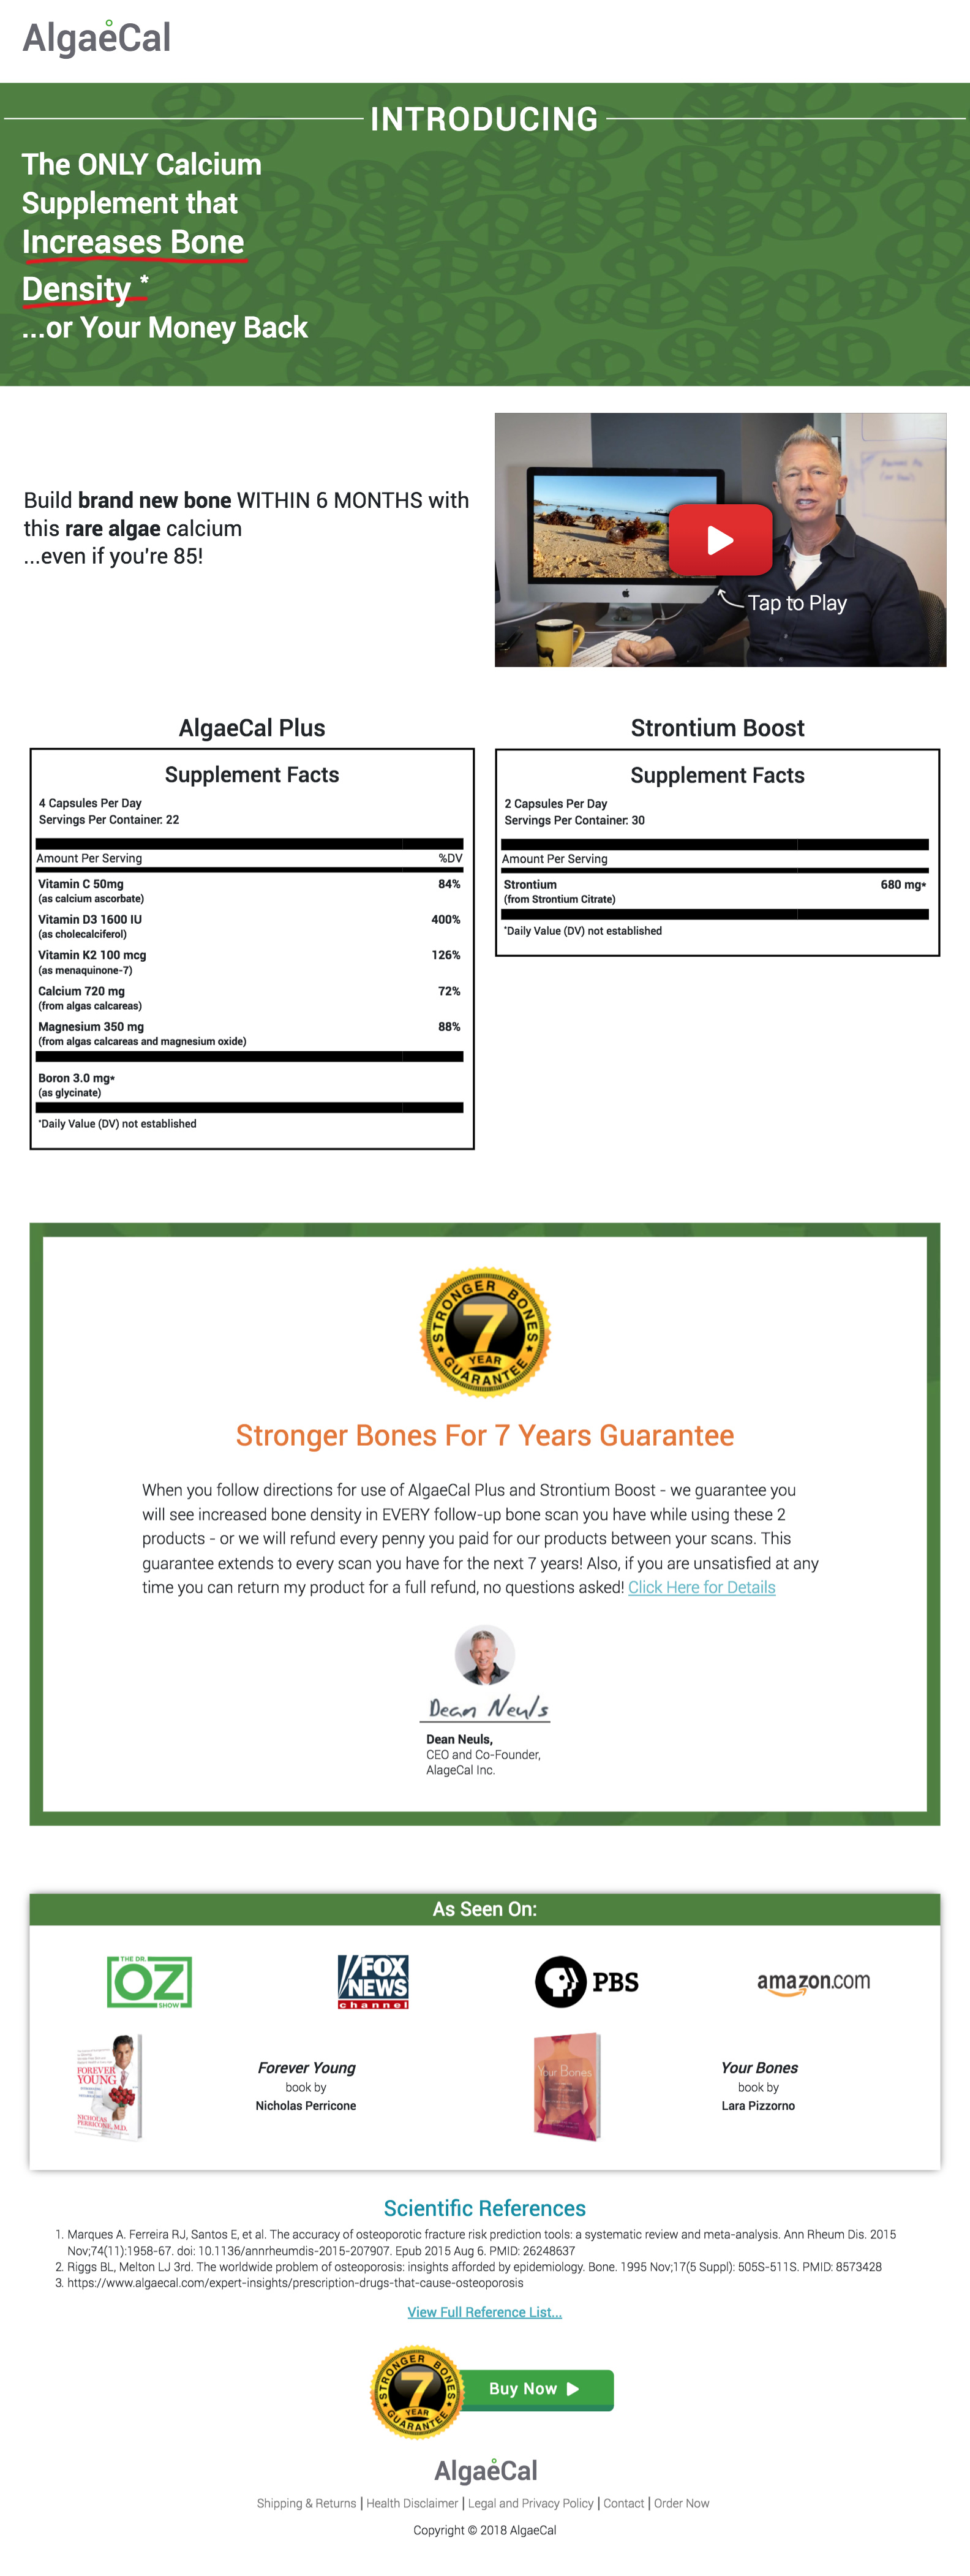 AlgaeCal
INTRODUCING
The ONLY Calcium
Supplement that
Increases Bone
Density *
...or Your Money Back
Build brand new bone WITHIN 6 MONTHS with
this rare algae calcium
...even if you're 85!
Tap to Play
AlgaeCal Plus
Supplement Facts
4 Capsules Per Day
Servings Per Container: 22
Amount Per Serving %DV
Vitamin C 50mg 84%
(as calcium ascorbate)
Vitamin D3 1600 IU 400%
(as cholecalciferol)
Vitamin K2 100 mcg 126%
(as menaquinone-7)
Calcium 720 mg 72%
(from algas calcareas)
Magnesium 350 mg 88%
(from algas calcareas and magnesium oxide)
Boron 3.0 mg*
(as glycinate)
*Daily Value (DV) not established
Strontium Boost
Supplement Facts
2 Capsules Per Day
Servings Per Container: 30
Amount Per Serving
Strontium 680 mg*
(from Strontium Citrate)
*Daily Value (DV) not established
STRONGER BONES
7
YEAR
GUARANTEE
Stronger Bones For 7 Years Guarantee
When you follow directions for use of AlgaeCal Plus and Strontium Boost - we guarantee you
will see increased bone density in EVERY follow-up bone scan you have while using these 2
products - or we will refund every penny you paid for our products between your scans. This
guarantee extends to every scan you have for the next 7 years! Also, if you are unsatisfied at any
time you can return my product for a full refund, no questions asked! Click Here for Details
Dean Neuls
Dean Neuls,
CEO and Co-Founder,
AlageCal Inc.
As Seen On:
THE DR.
OZ
SHOW
FOX
NEWS
channel
PBS
amazon.com
FOREVER
YOUNG
NICHOLAS
PERRICONE, M.D.
Forever Young
book by
Nicholas Perricone
Your Bones
Your Bones
book by
Lara Pizzorno
Scientific References
1. Marques A. Ferreira RJ, Santos E, et al. The accuracy of osteoporotic fracture risk prediction tools: a systematic review and meta-analysis. Ann Rheum Dis. 2015
Nov;74(11):1958-67. doi: 10.1136/annrheumdis-2015-207907. Epub 2015 Aug 6. PMID: 26248637
2. Riggs BL, Melton LJ 3rd. The worldwide problem of osteoporosis: insights afforded by epidemiology. Bone. 1995 Nov;17(5 Suppl): 505S-511S. PMID: 8573428
3. https://www.algaecal.com/expert-insights/prescription-drugs-that-cause-osteoporosis
View Full Reference List...
STRONGER BONES
7
YEAR
GUARANTEE
Buy Now
AlgaeCal
Shipping & Returns | Health Disclaimer | Legal and Privacy Policy | Contact | Order Now
Copyright © 2018 AlgaeCal